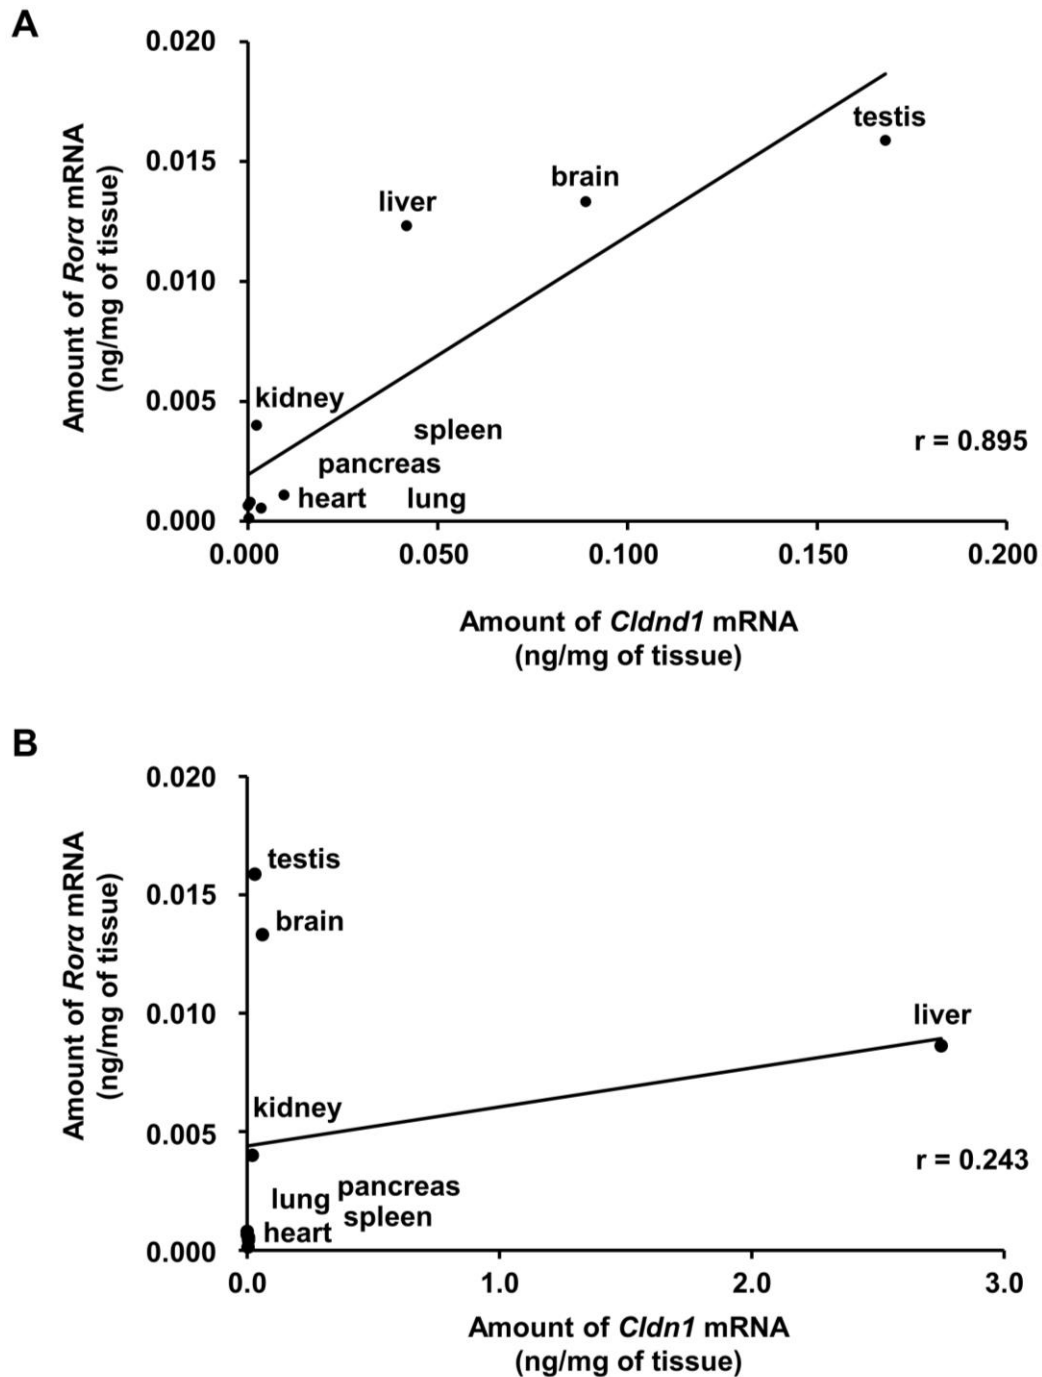 A
0.020
0.015
0.010
0.005
0.000
Amount of Rorα mRNA
(ng/mg of tissue)
testis
brain
liver
kidney
spleen
pancreas
heart
lung
r = 0.895
0.000
0.050
0.100
0.150
0.200
Amount of Cldnd1 mRNA
(ng/mg of tissue)
B
0.020
0.015
0.010
0.005
0.000
Amount of Rorα mRNA
(ng/mg of tissue)
testis
brain
liver
kidney
r = 0.243
lung
pancreas
spleen
heart
0.0
1.0
2.0
3.0
Amount of Cldn1 mRNA
(ng/mg of tissue)